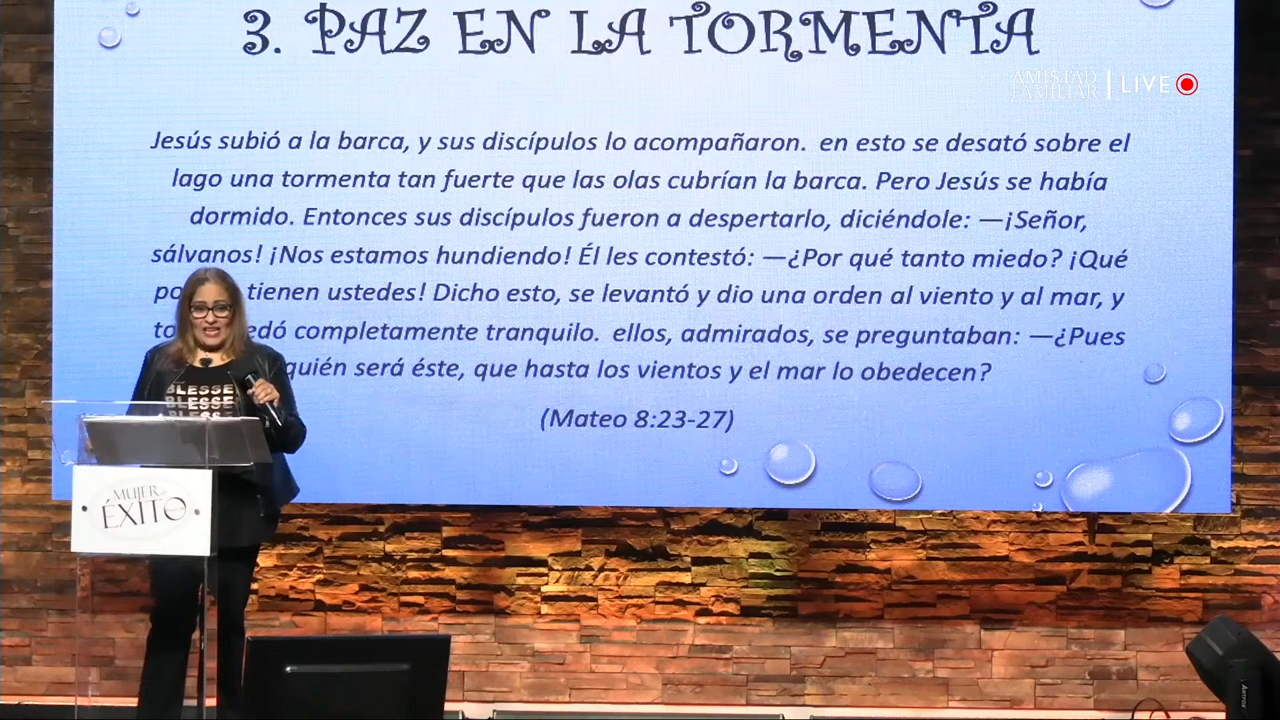 3. PAZ EN LA TORMENTA
AMISTAD
FAMILIAR | LIVE
Jesús subió a la barca, y sus discípulos lo acompañaron. en esto se desató sobre el
lago una tormenta tan fuerte que las olas cubrían la barca. Pero Jesús se había
dormido. Entonces sus discípulos fueron a despertarlo, diciéndole: —¡Señor,
sálvanos! ¡Nos estamos hundiendo! Él les contestó: —¿Por qué tanto miedo? ¡Qué
tienen ustedes! Dicho esto, se levantó y dio una orden al viento y al mar, y
completamente tranquilo. ellos, admirados, se preguntaban: —¿Pues
quién será éste, que hasta los vientos y el mar lo obedecen?
(Mateo 8:23-27)
BLESSE
BLESSE
BLESS
MUJER
ÉXITO